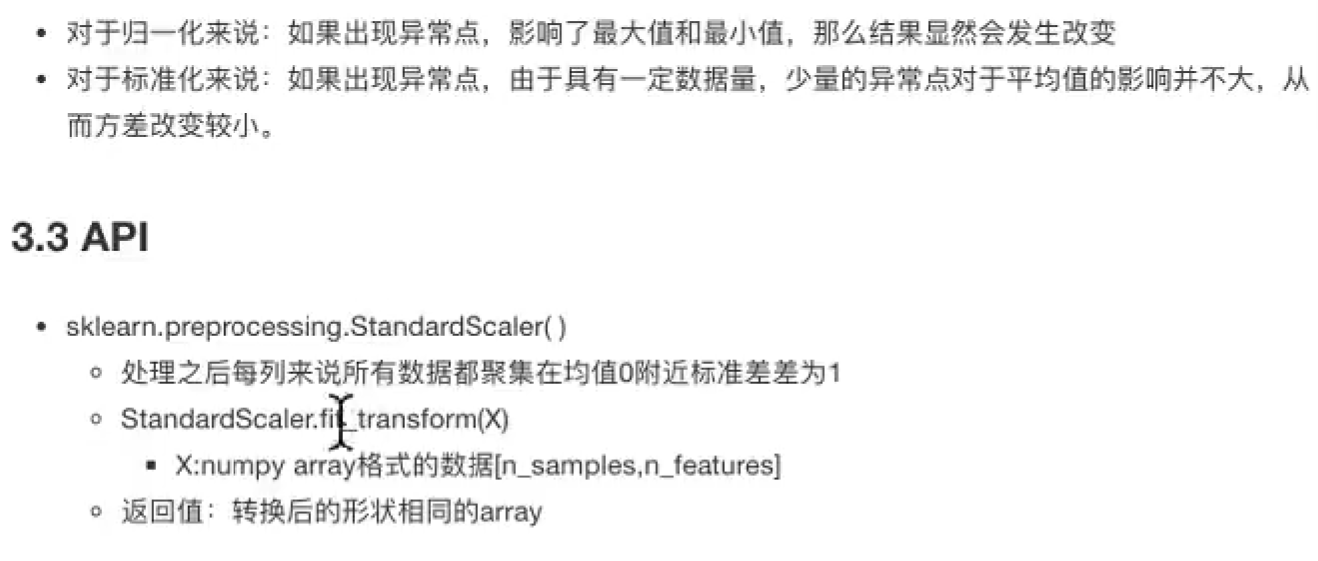 • 对于归一化来说：如果出现异常点，影响了最大值和最小值，那么结果显然会发生改变
• 对于标准化来说：如果出现异常点，由于具有一定数据量，少量的异常点对于平均值的影响并不大，从
而方差改变较小。
3.3 API
• sklearn.preprocessing.StandardScaler( )
◦ 处理之后每列来说所有数据都聚集在均值0附近标准差差为1
◦ StandardScaler.fit_transform(X)
▪ X:numpy array格式的数据[n_samples,n_features]
◦ 返回值：转换后的形状相同的array